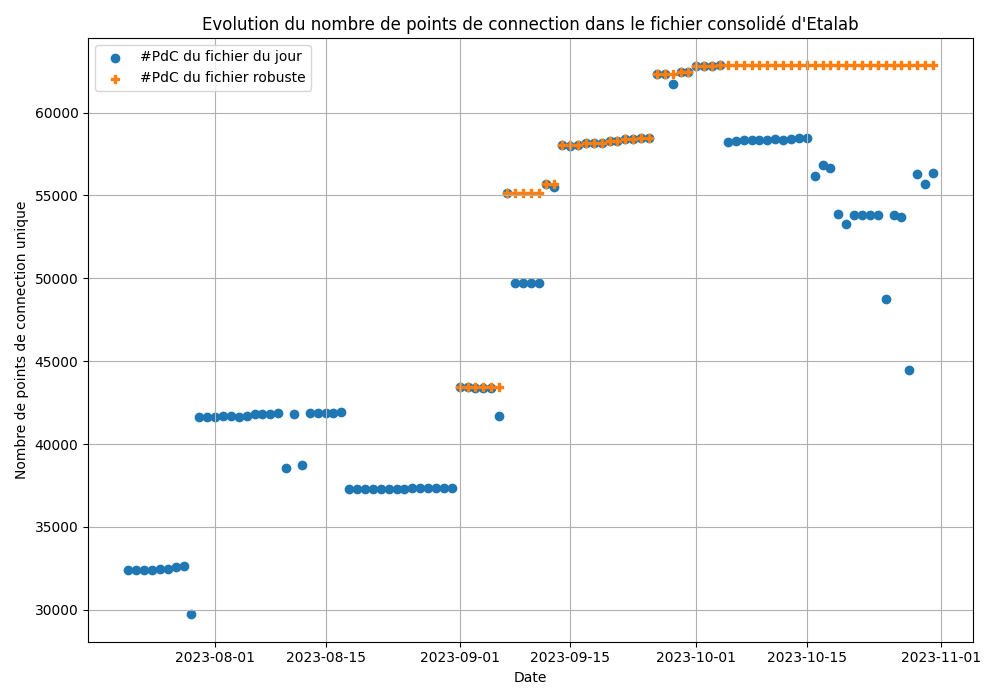 Evolution du nombre de points de connection dans le fichier consolidé d'Etalab
#PdC du fichier du jour
#PdC du fichier robuste
60000
55000
50000
45000
40000
35000
30000
Nombre de points de connection unique
2023-08-01 2023-08-15 2023-09-01 2023-09-15 2023-10-01 2023-10-15 2023-11-01
Date